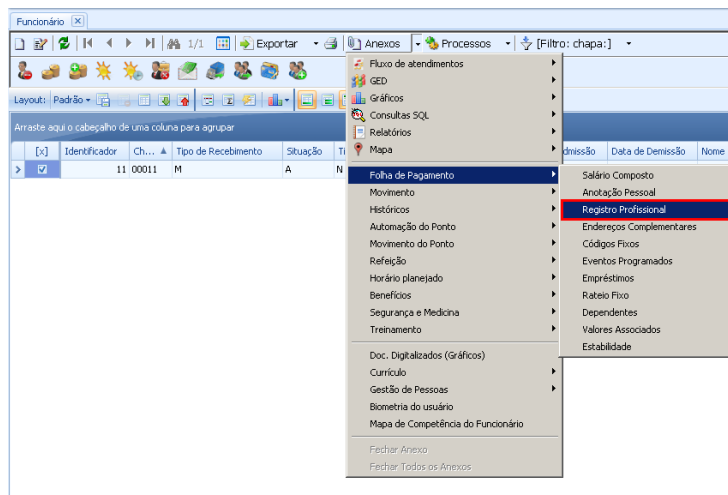 Funcionário
1/1 Exportar Anexos Processos [Filtro: chapa:]
Layout: Padrão
Arraste aqui o cabeçalho de uma coluna para agrupar
[x] Identificador Ch... Tipo de Recebimento Situação Ti dmissão Data de Demissão Nome
11 00011 M A N
Fluxo de atendimentos
GED
Gráficos
Consultas SQL
Relatórios
Mapa
Folha de Pagamento
Movimento
Históricos
Automação do Ponto
Movimento do Ponto
Refeição
Horário planejado
Benefícios
Segurança e Medicina
Treinamento
Doc. Digitalizados (Gráficos)
Currículo
Gestão de Pessoas
Biometria do usuário
Mapa de Competência do Funcionário
Fechar Anexo
Fechar Todos os Anexos
Salário Composto
Anotação Pessoal
Registro Profissional
Endereços Complementares
Códigos Fixos
Eventos Programados
Empréstimos
Rateio Fixo
Dependentes
Valores Associados
Estabilidade